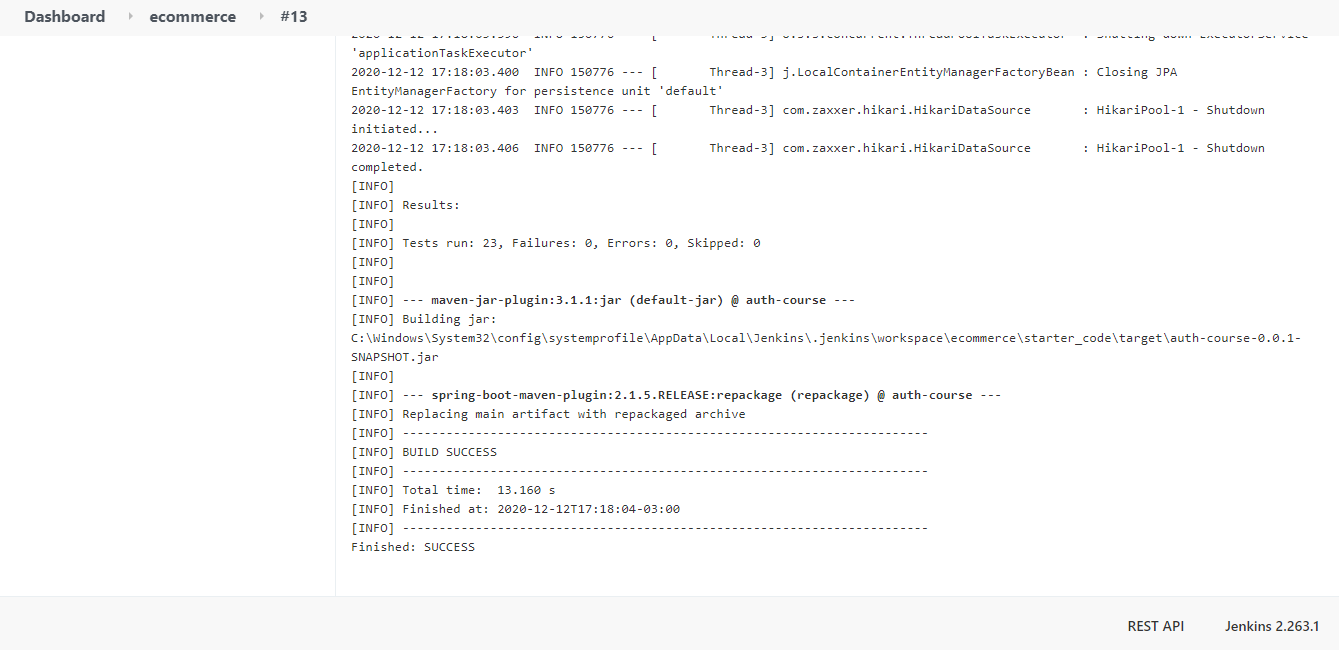 Dashboard ecommerce #13
'applicationTaskExecutor'
2020-12-12 17:18:03.400  INFO 150776 --- [       Thread-3] j.LocalContainerEntityManagerFactoryBean : Closing JPA
EntityManagerFactory for persistence unit 'default'
2020-12-12 17:18:03.403  INFO 150776 --- [       Thread-3] com.zaxxer.hikari.HikariDataSource       : HikariPool-1 - Shutdown
initiated...
2020-12-12 17:18:03.406  INFO 150776 --- [       Thread-3] com.zaxxer.hikari.HikariDataSource       : HikariPool-1 - Shutdown
completed.
[INFO]
[INFO] Results:
[INFO]
[INFO] Tests run: 23, Failures: 0, Errors: 0, Skipped: 0
[INFO]
[INFO]
[INFO] --- maven-jar-plugin:3.1.1:jar (default-jar) @ auth-course ---
[INFO] Building jar:
C:\Windows\System32\config\systemprofile\AppData\Local\Jenkins\.jenkins\workspace\ecommerce\starter_code\target\auth-course-0.0.1-
SNAPSHOT.jar
[INFO]
[INFO] --- spring-boot-maven-plugin:2.1.5.RELEASE:repackage (repackage) @ auth-course ---
[INFO] Replacing main artifact with repackaged archive
[INFO] ------------------------------------------------------------------------
[INFO] BUILD SUCCESS
[INFO] ------------------------------------------------------------------------
[INFO] Total time:  13.160 s
[INFO] Finished at: 2020-12-12T17:18:04-03:00
[INFO] ------------------------------------------------------------------------
Finished: SUCCESS
REST API Jenkins 2.263.1